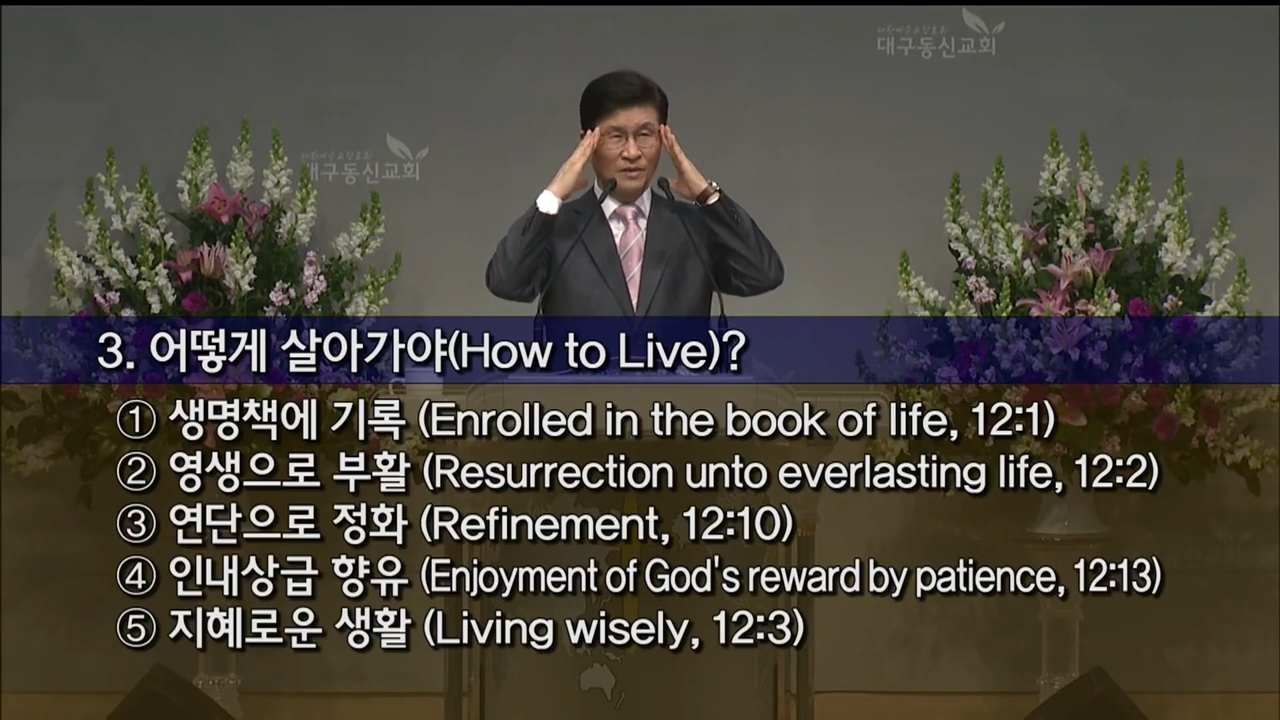 대구동신교회
대구동신교회
3. 어떻게 살아가야(How to Live)?
① 생명책에 기록 (Enrolled in the book of life, 12:1)
② 영생으로 부활 (Resurrection unto everlasting life, 12:2)
③ 연단으로 정화 (Refinement, 12:10)
④ 인내상급 향유 (Enjoyment of God's reward by patience, 12:13)
⑤ 지혜로운 생활 (Living wisely, 12:3)